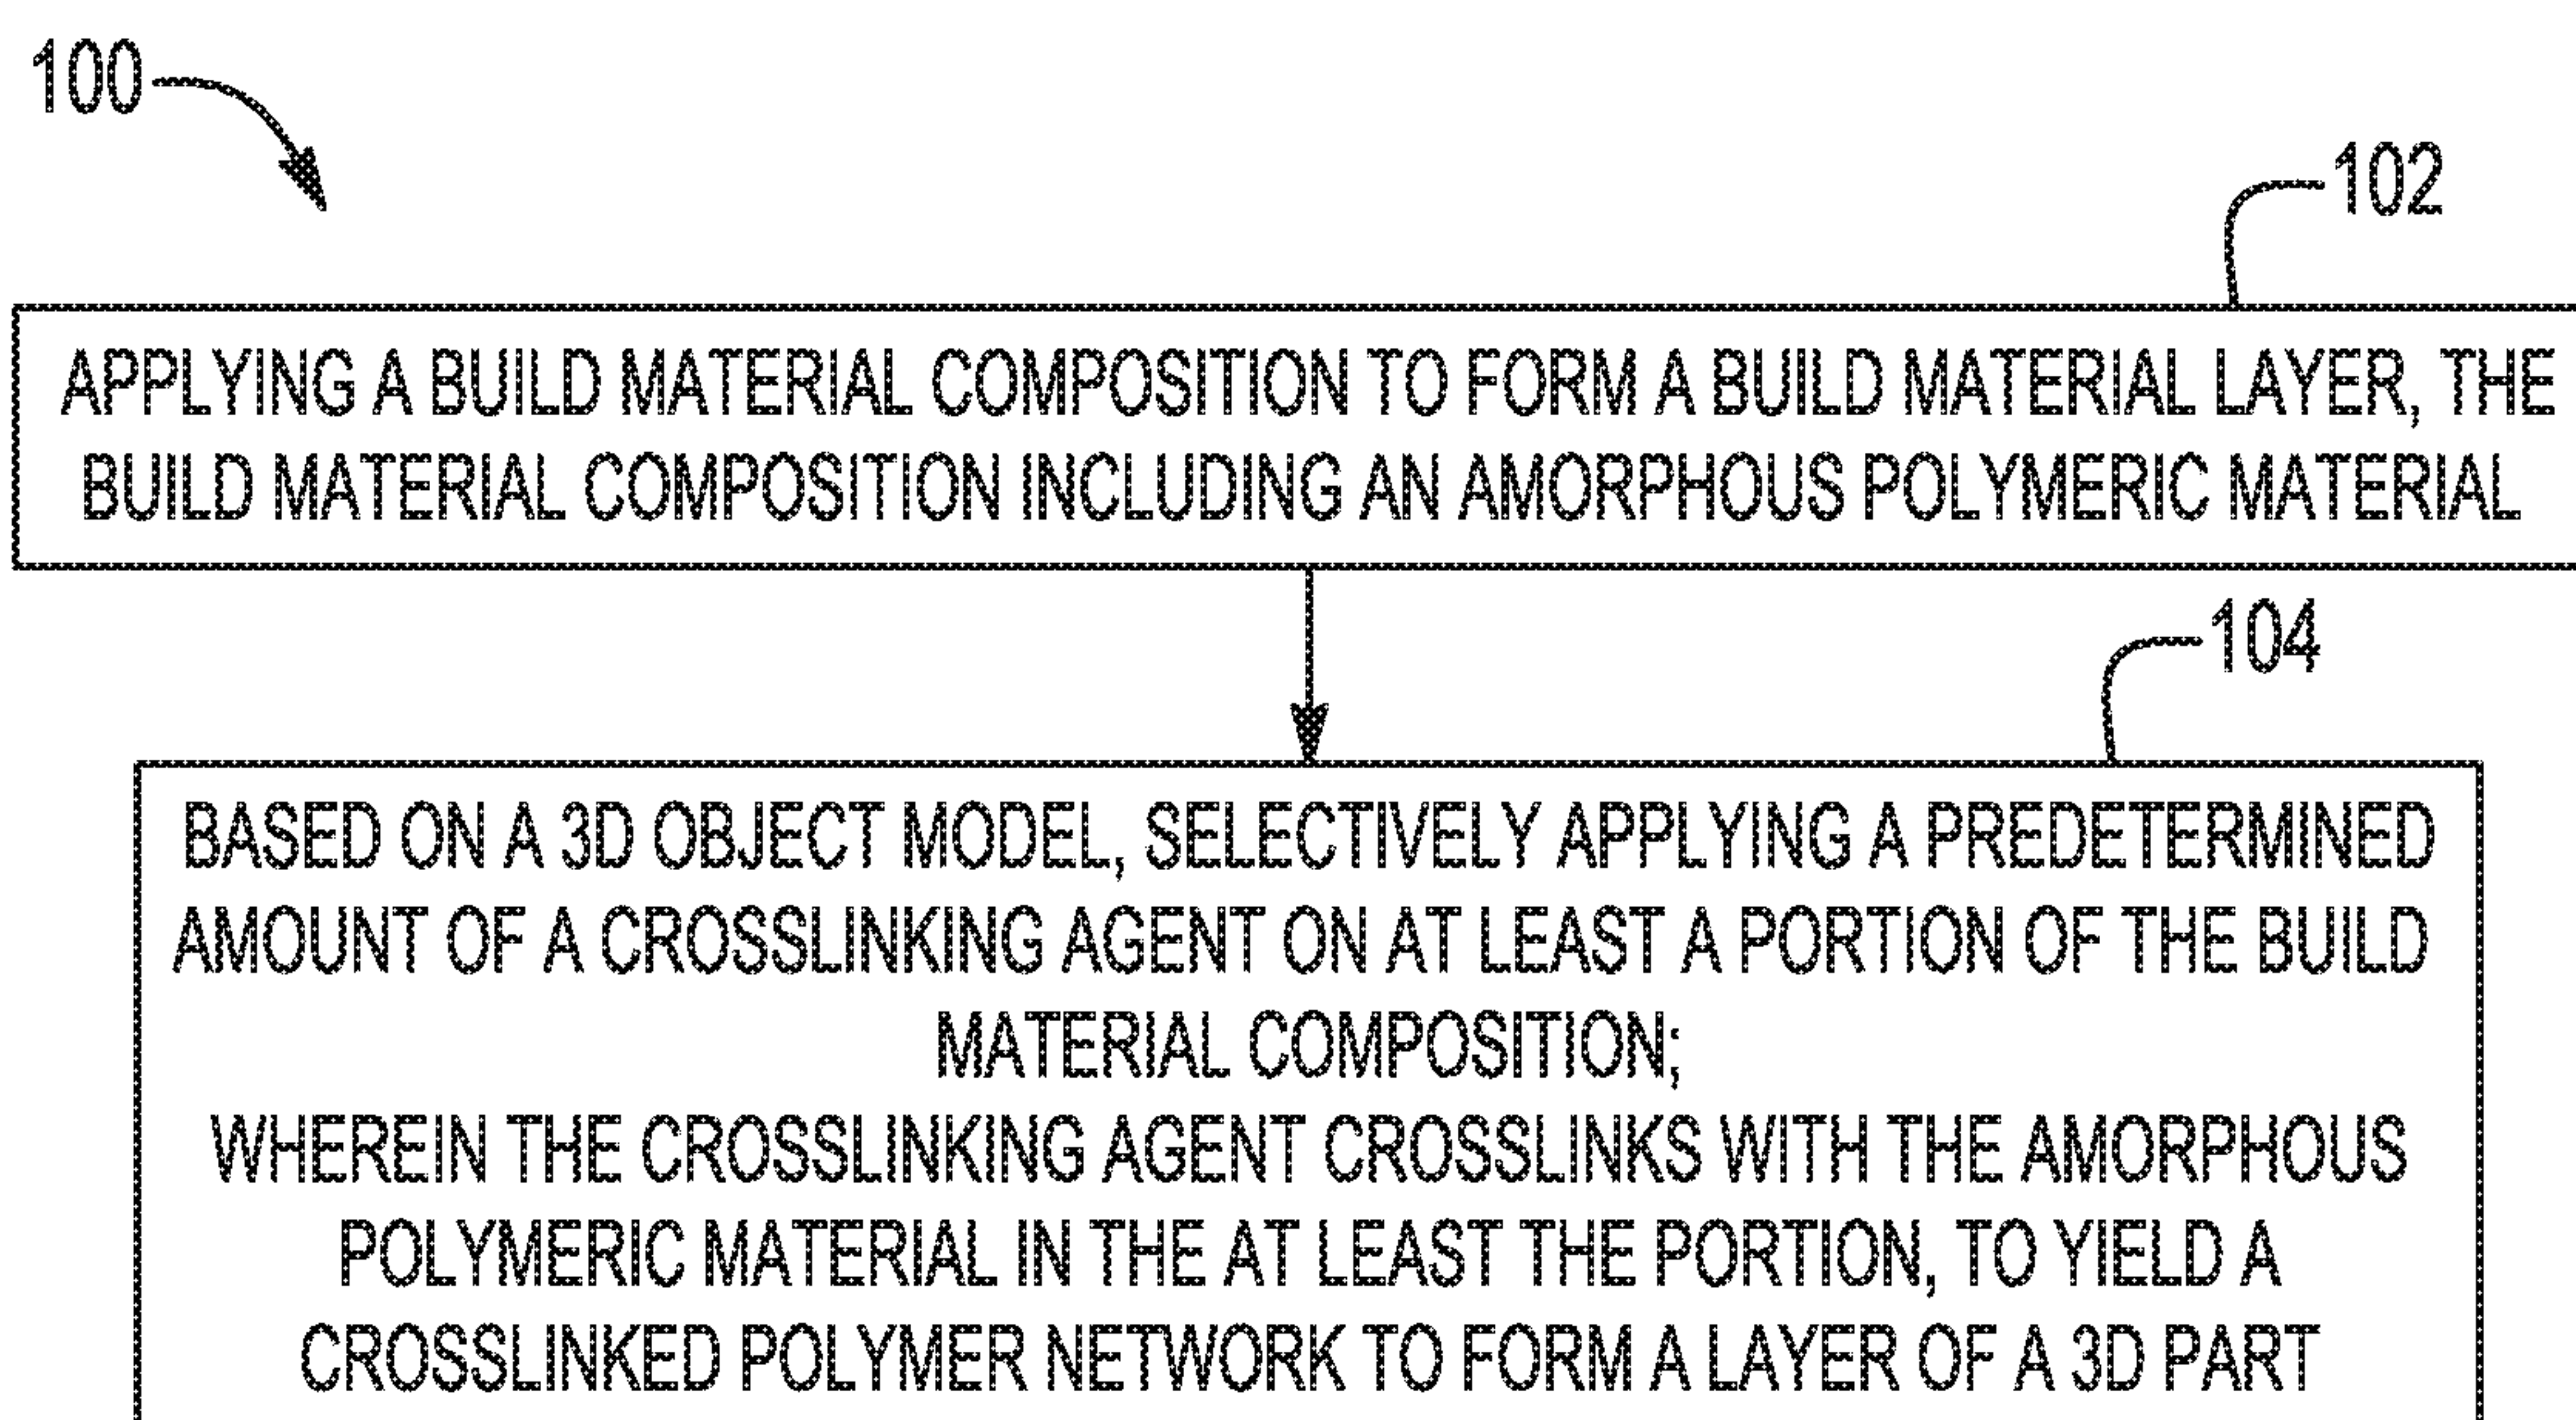 100
102
APPLYING A BUILD MATERIAL COMPOSITION TO FORM A BUILD MATERIAL LAYER, THE
BUILD MATERIAL COMPOSITION INCLUDING AN AMORPHOUS POLYMERIC MATERIAL
104
BASED ON A 3D OBJECT MODEL, SELECTIVELY APPLYING A PREDETERMINED
AMOUNT OF A CROSSLINKING AGENT ON AT LEAST A PORTION OF THE BUILD
MATERIAL COMPOSITION;
WHEREIN THE CROSSLINKING AGENT CROSSLINKS WITH THE AMORPHOUS
POLYMERIC MATERIAL IN THE AT LEAST THE PORTION, TO YIELD A
CROSSLINKED POLYMER NETWORK TO FORM A LAYER OF A 3D PART